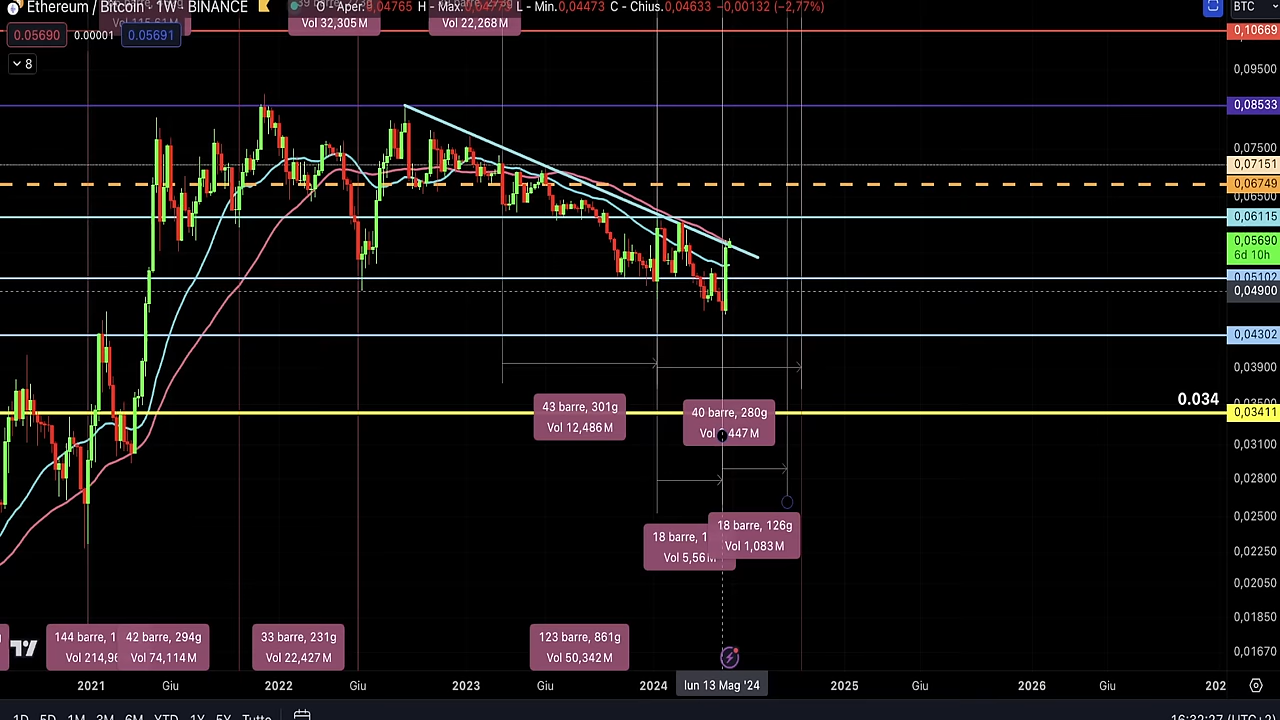 Ethereum / Bitcoin · 1W · BINANCE O - Aper. 0,04765 H - Max. L - Min. 0,04473 C - Chius. 0,04633 −0,00132 (−2,77%) BTC
Vol 32,305 M Vol 22,268 M
0.05690 0.00001 0.05691
8
0,10669
0,09500
0,08533
0,07500
0,07151
0,06749
0,06500
0,06115
0,05690
6d 10h
0,05102
0,04900
0,04302
0,03900
0.034
0,03411
0,03100
0,02800
0,02500
0,02250
0,02050
0,01850
0,01670
43 barre, 301g
Vol 12,486 M
40 barre, 280g
447 M
18 barre, 1
Vol 5,56
18 barre, 126g
Vol 1,083 M
144 barre, 1
Vol 214,96
42 barre, 294g
Vol 74,114 M
33 barre, 231g
Vol 22,427 M
123 barre, 861g
Vol 50,342 M
2021 Giu 2022 Giu 2023 Giu 2024 lun 13 Mag '24 2025 Giu 2026 Giu 202
1D 5D 1M 3M 6M YTD 1Y 5Y Tutto 16:32:27 (UTC+2)